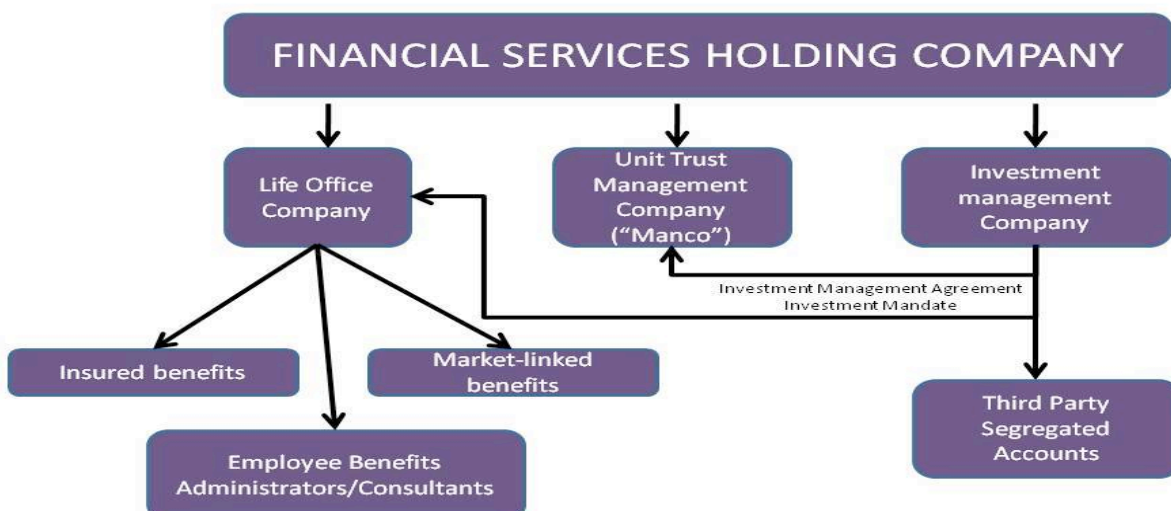 FINANCIAL SERVICES HOLDING COMPANY
Life Office
Company
Unit Trust
Management
Company
(“Manco”)
Investment
management
Company
Investment Management Agreement
Investment Mandate
Insured benefits
Market-linked
benefits
Third Party
Segregated
Accounts
Employee Benefits
Administrators/Consultants